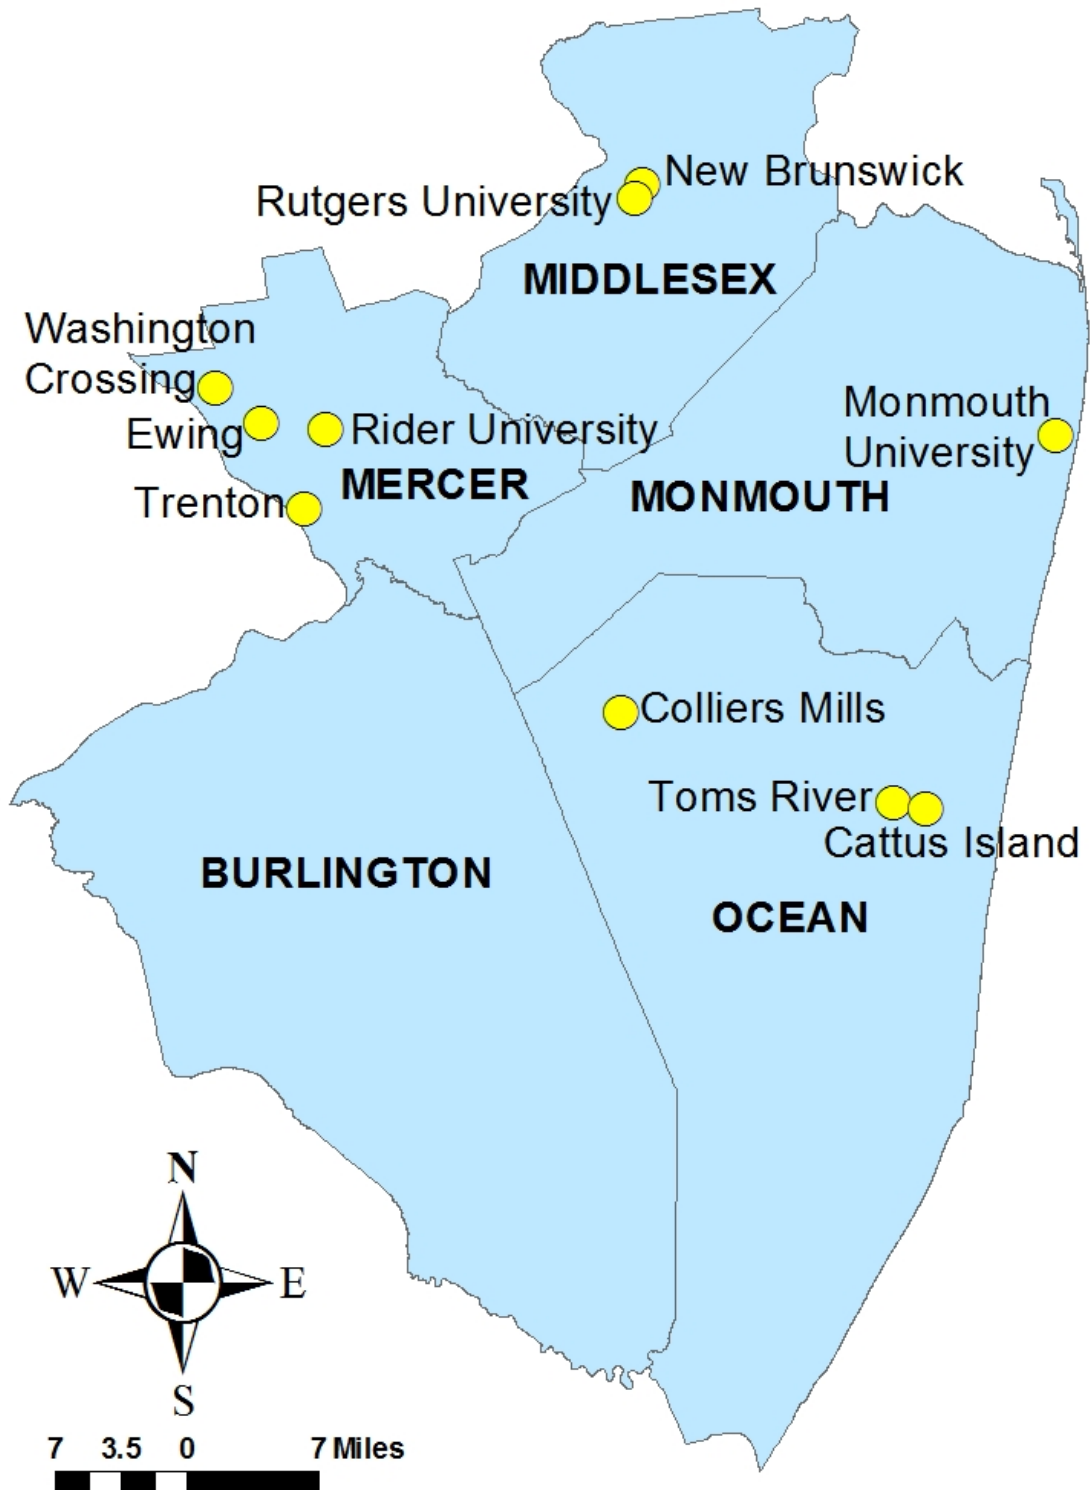 New Brunswick
Rutgers University
MIDDLESEX
Washington
Crossing
Ewing
Rider University
Monmouth
University
MERCER
MONMOUTH
Trenton
Colliers Mills
Toms River
Cattus Island
BURLINGTON
OCEAN
N
W E
S
7 3.5 0 7 Miles